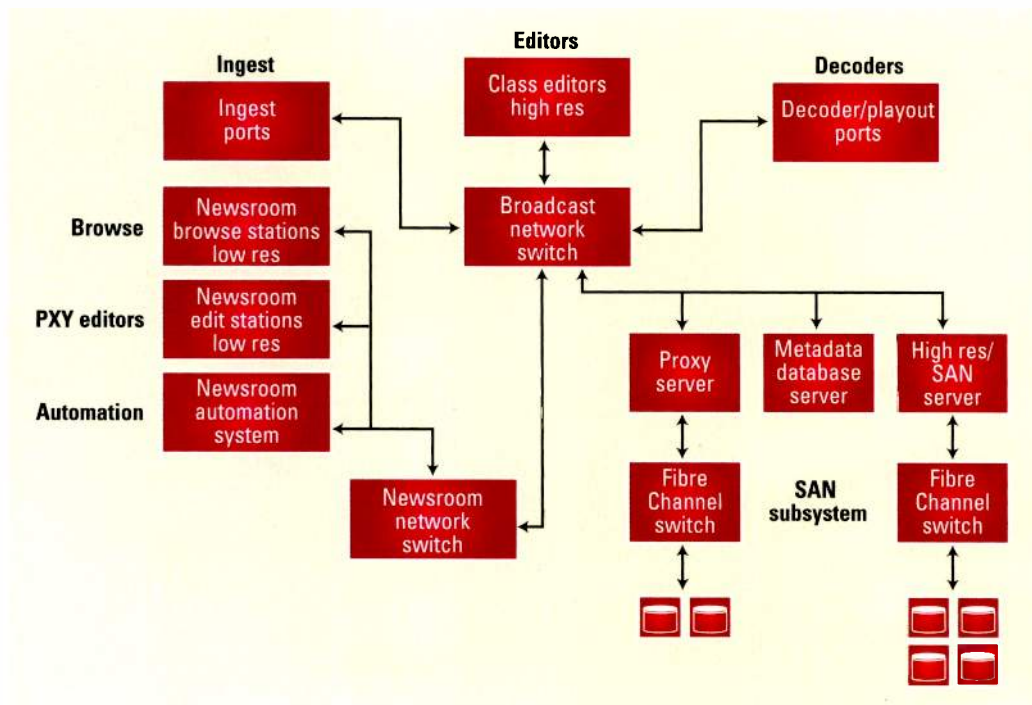 Editors
Ingest
Decoders
Class editors
high res
Ingest
ports
Decoder/playout
ports
Browse
Newsroom
browse stations
low res
Broadcast
network
switch
PXY editors
Newsroom
edit stations
low res
Proxy
server
Metadada
database
server
High res/
SAN
server
Automation
Newsroom
automation
system
Newsroom
network
switch
Fibre
Channel
switch
SAN
subsystem
Fibre
Channel
switch